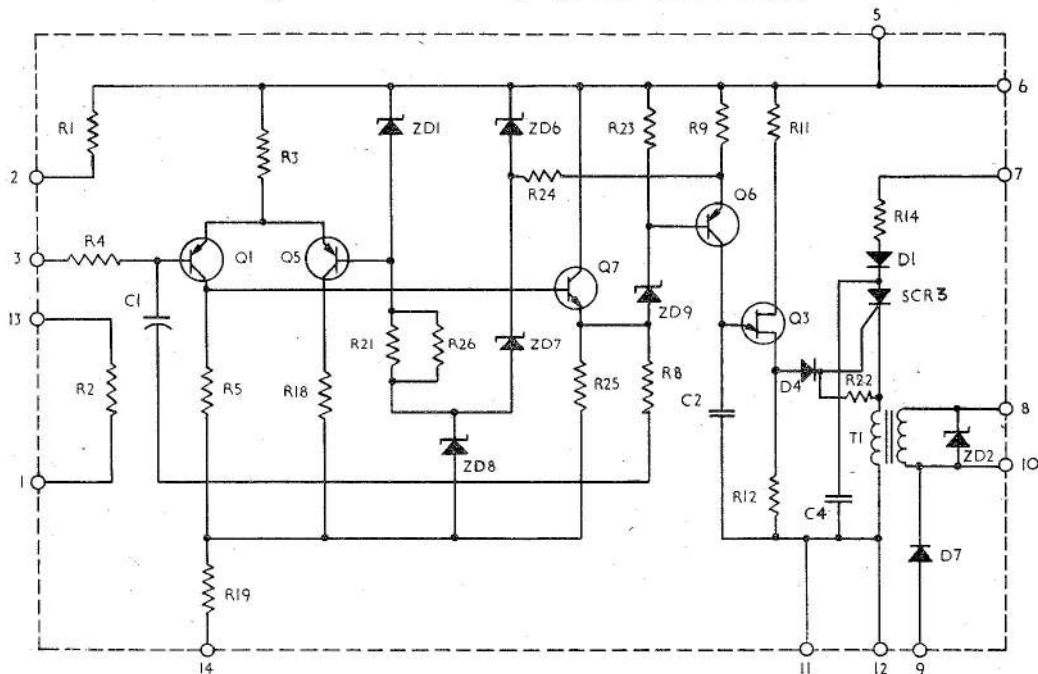 5
6
R1
R3
ZD1
ZD6
R23
R9
R11
2
R24
7
Q6
R14
R4
3
Q1
Q5
D1
C1
Q7
SCR3
13
ZD9
Q3
R21
R26
ZD7
R2
R5
R18
R25
R8
D4
R22
C2
T1
8
ZD2
ZD8
10
1
R12
C4
D7
R19
14
11
12
9